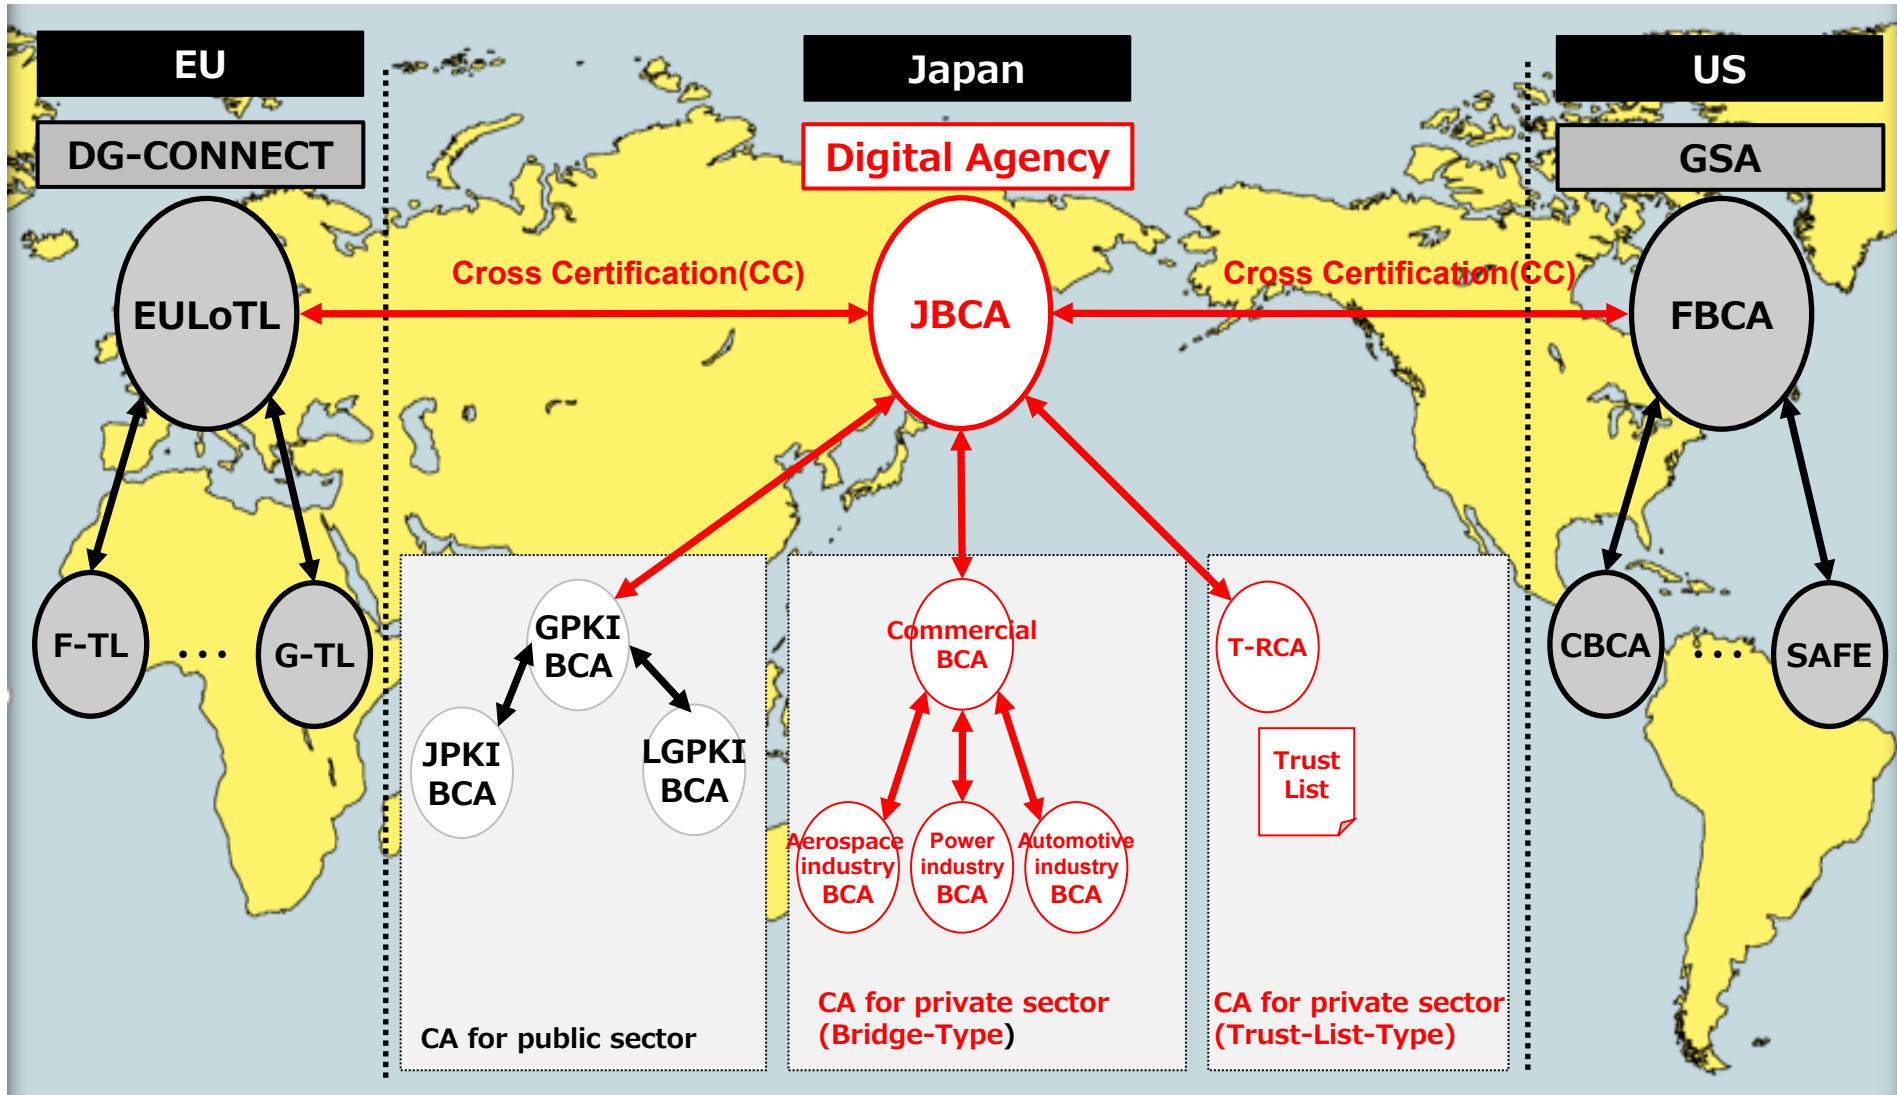 EU
Japan
US
DG-CONNECT
Digital Agency
GSA
Cross Certification(CC)
Cross Certification(CC)
EULoTL
JBCA
FBCA
F-TL
...
G-TL
GPKI
BCA
JPKI
BCA
LGPKI
BCA
CA for public sector
Commercial
BCA
Aerospace
industry
BCA
Power
industry
BCA
Automotive
industry
BCA
CA for private sector
(Bridge-Type)
T-RCA
Trust
List
CA for private sector
(Trust-List-Type)
CBCA
...
SAFE